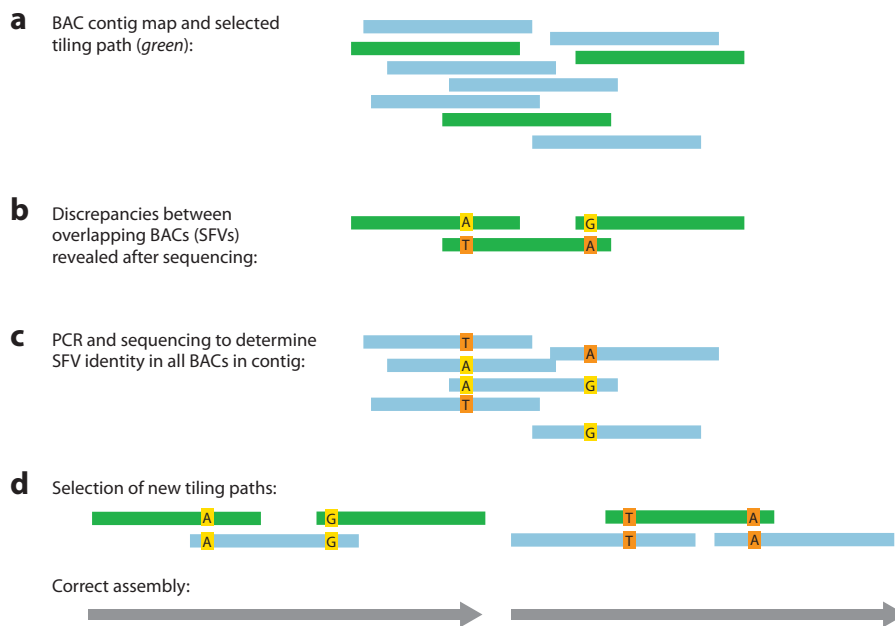 a BAC contig map and selected
tiling path (green):
b Discrepancies between
overlapping BACs (SFVs)
revealed after sequencing:
A G
T A
c PCR and sequencing to determine
SFV identity in all BACs in contig:
T
A
A
A G
T
G
d Selection of new tiling paths:
A G T A
A G T A
Correct assembly: